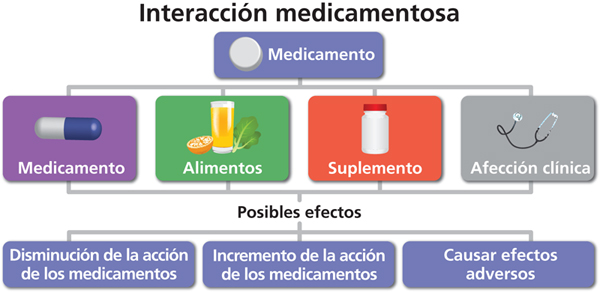 Interacción medicamentosa
Medicamento
Medicamento
Alimentos
Suplemento
Afección clínica
Posibles efectos
Disminución de la acción
de los medicamentos
Incremento de la acción
de los medicamentos
Causar efectos
adversos